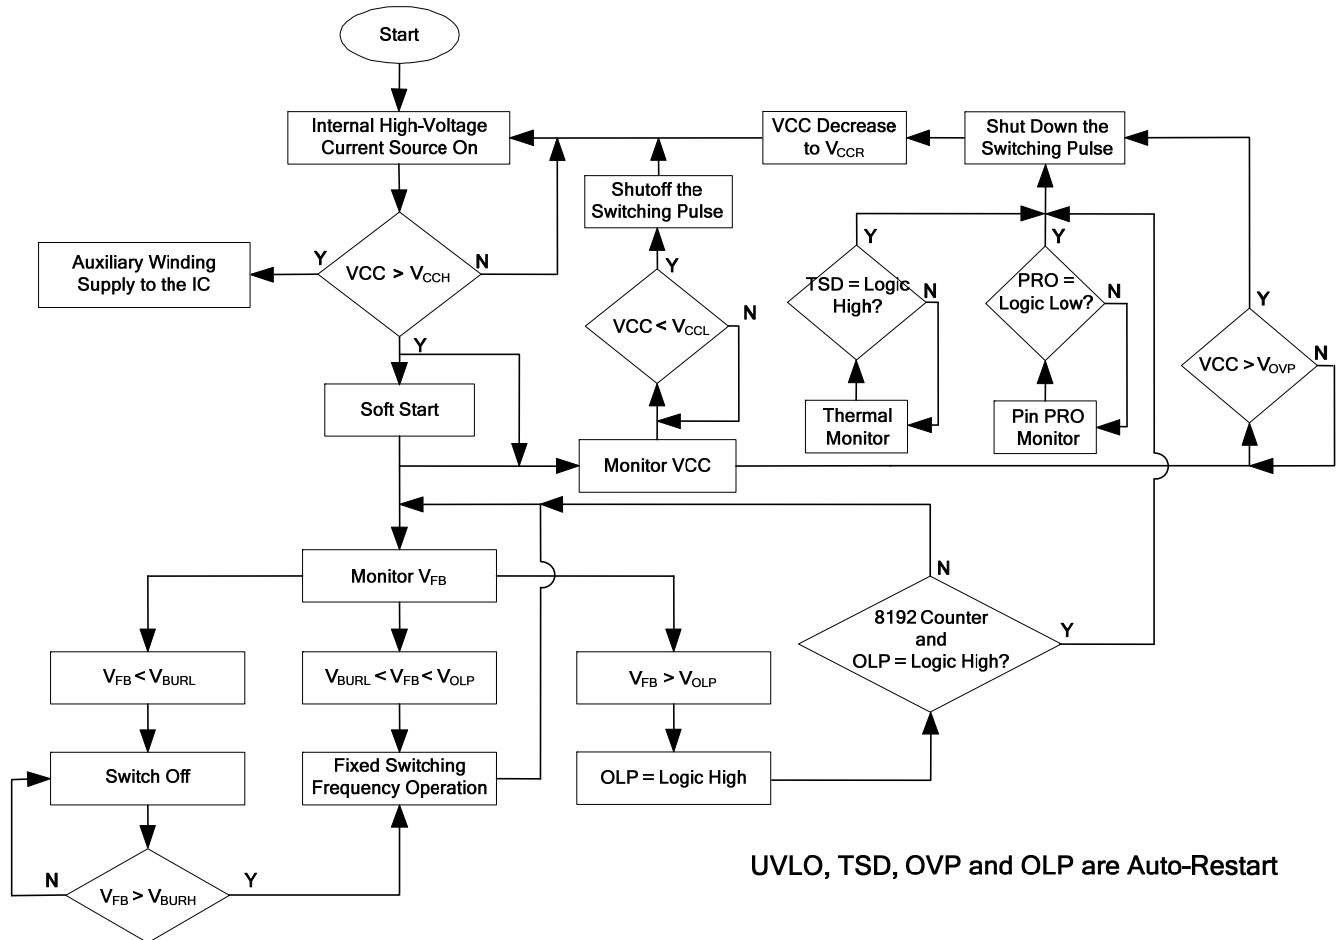 Start
Internal High-Voltage
Current Source On
VCC Decrease
to VCCR
Shut Down the
Switching Pulse
Shutoff the
Switching Pulse
Auxiliary Winding
Supply to the IC
Y
VCC > VCCH
N
Y
VCC < VCCL
N
Y
TSD = Logic
High?
N
Y
PRO =
Logic Low?
N
Y
VCC > VOVP
N
Y
Soft Start
Thermal
Monitor
Pin PRO
Monitor
Monitor VCC
Monitor VFB
N
8192 Counter
and
OLP = Logic High?
Y
VFB < VBURL
VBURL < VFB < VOLP
VFB > VOLP
Switch Off
Fixed Switching
Frequency Operation
OLP = Logic High
N
VFB > VBURH
Y
UVLO, TSD, OVP and OLP are Auto-Restart